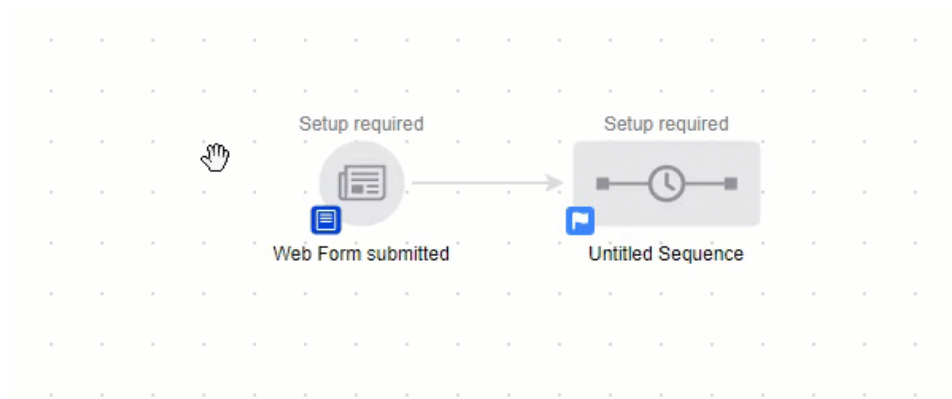 Setup required
Setup required
Web Form submitted
Untitled Sequence